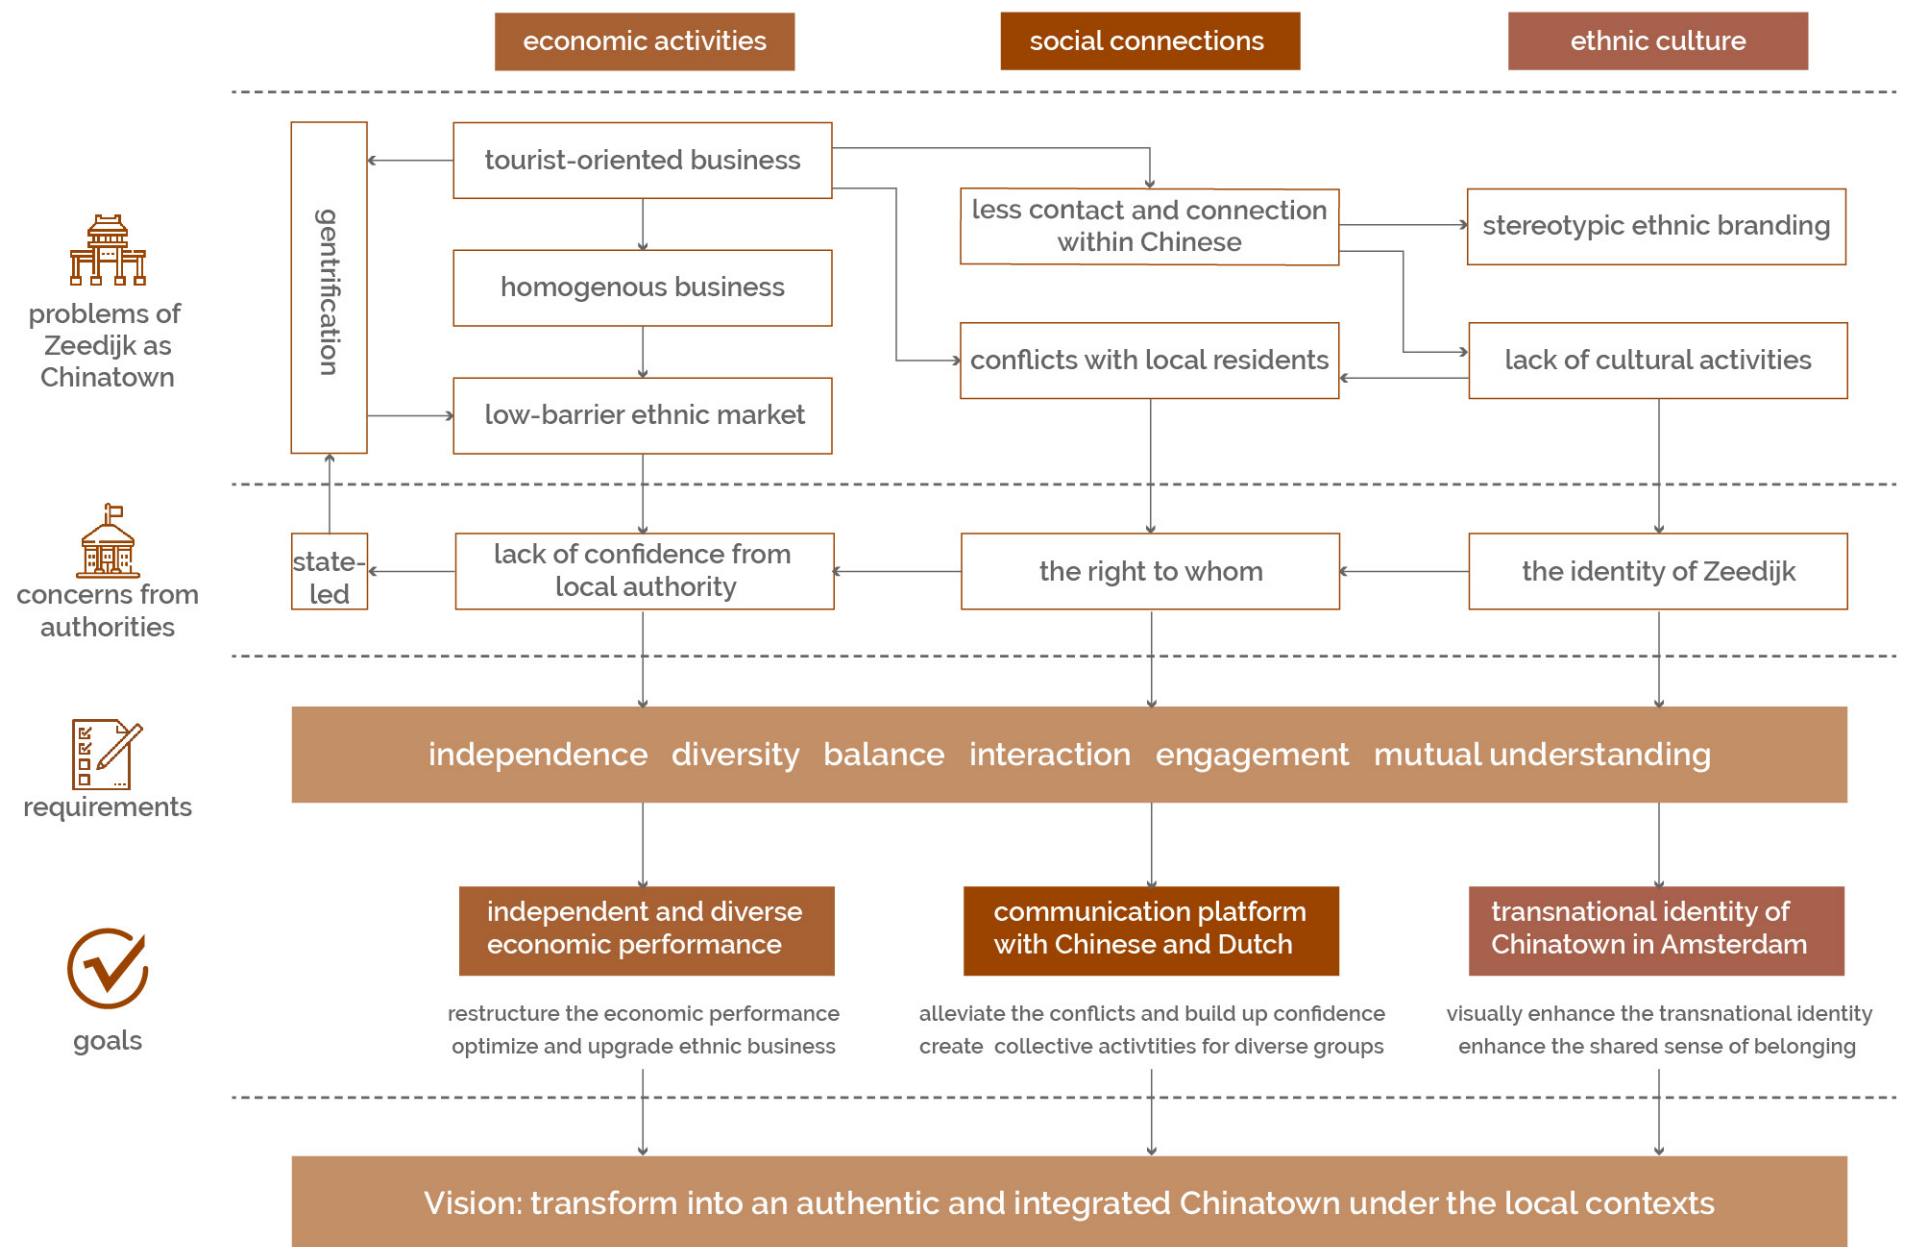 economic activities
social connections
ethnic culture
problems of
Zeedijk as
Chinatown
gentrification
tourist-oriented business
homogenous business
low-barrier ethnic market
less contact and connection
within Chinese
conflicts with local residents
stereotypic ethnic branding
lack of cultural activities
concerns from
authorities
state-
led
lack of confidence from
local authority
the right to whom
the identity of Zeedijk
requirements
independence diversity balance interaction engagement mutual understanding
goals
independent and diverse
economic performance
restructure the economic performance
optimize and upgrade ethnic business
communication platform
with Chinese and Dutch
alleviate the conflicts and build up confidence
create collective activtities for diverse groups
transnational identity of
Chinatown in Amsterdam
visually enhance the transnational identity
enhance the shared sense of belonging
Vision: transform into an authentic and integrated Chinatown under the local contexts